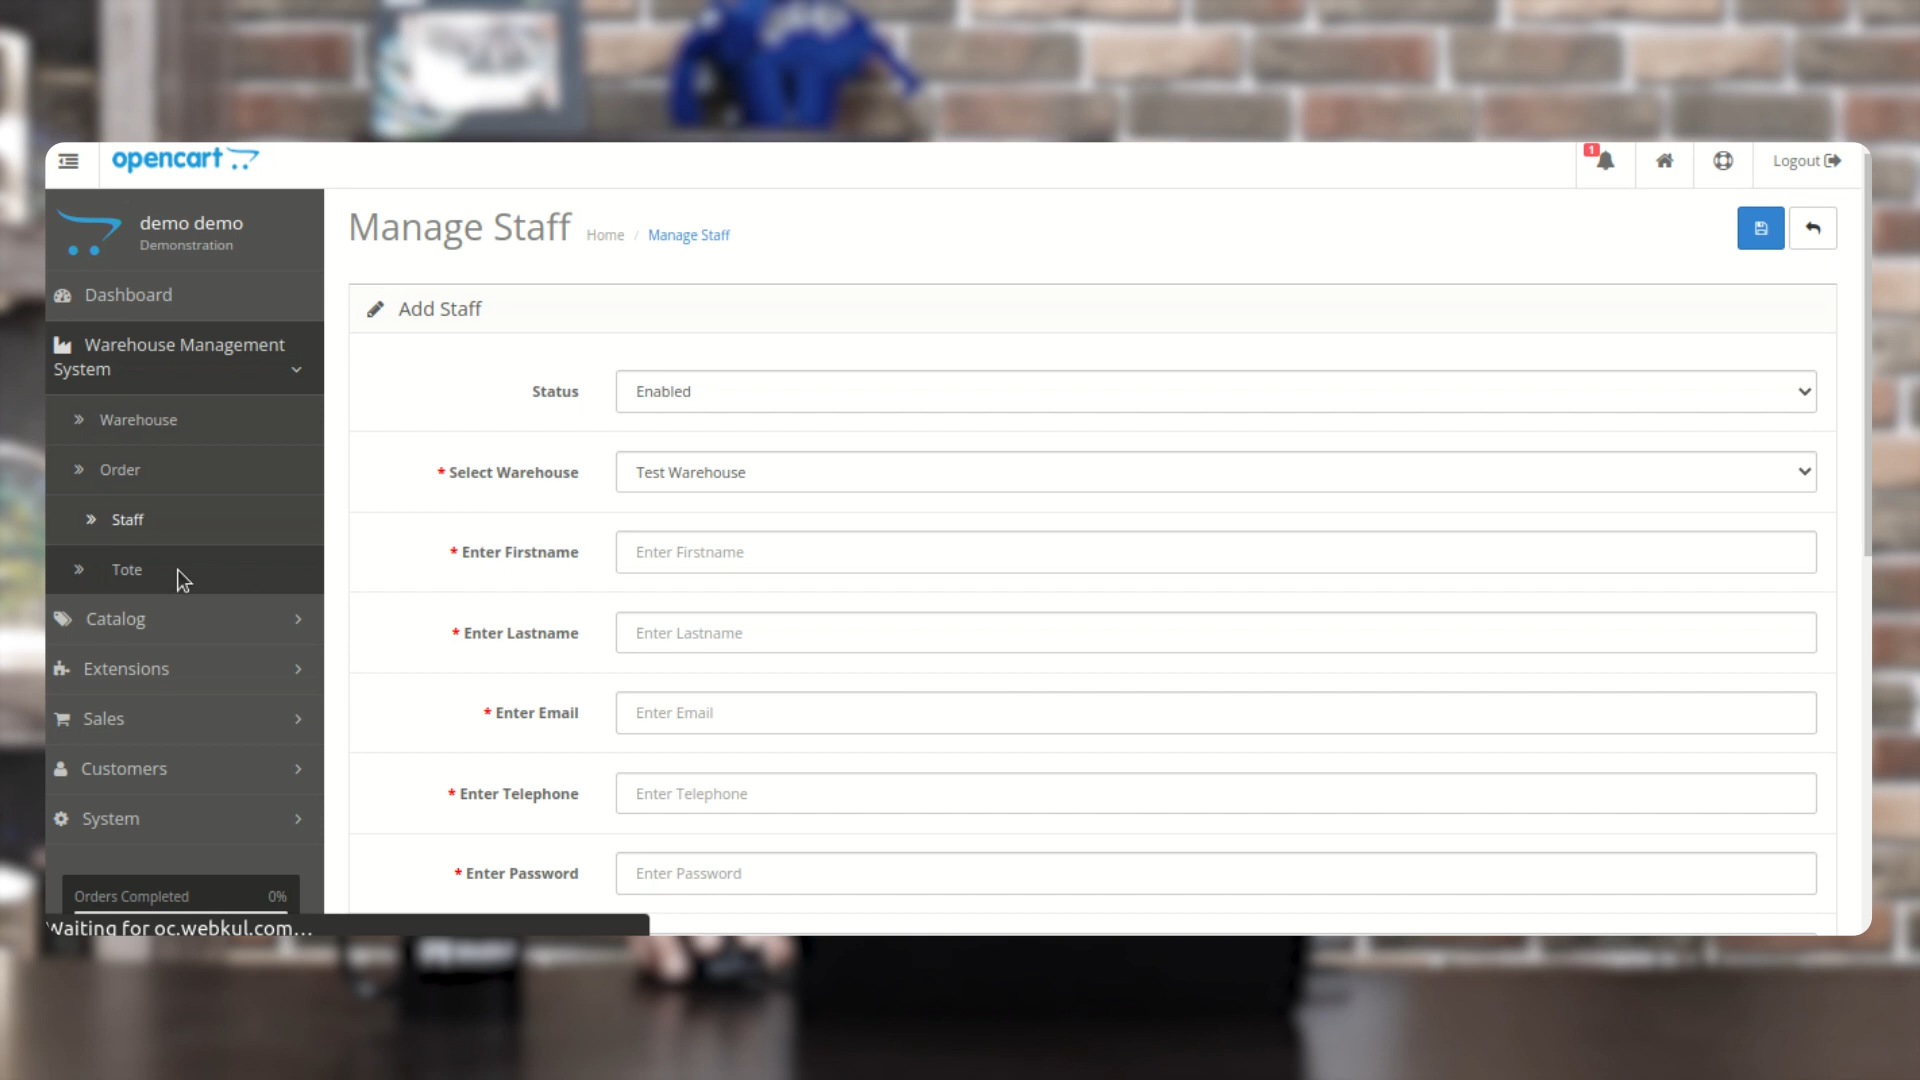 opencart
1
Logout
demo demo
Demonstration
Dashboard
Warehouse Management
System
Warehouse
Order
Staff
Tote
Catalog
Extensions
Sales
Customers
System
Orders Completed 0%
Waiting for oc.webkul.com...
Manage Staff
Home / Manage Staff
Add Staff
Status
Enabled
* Select Warehouse
Test Warehouse
* Enter Firstname
Enter Firstname
* Enter Lastname
Enter Lastname
* Enter Email
Enter Email
* Enter Telephone
Enter Telephone
* Enter Password
Enter Password